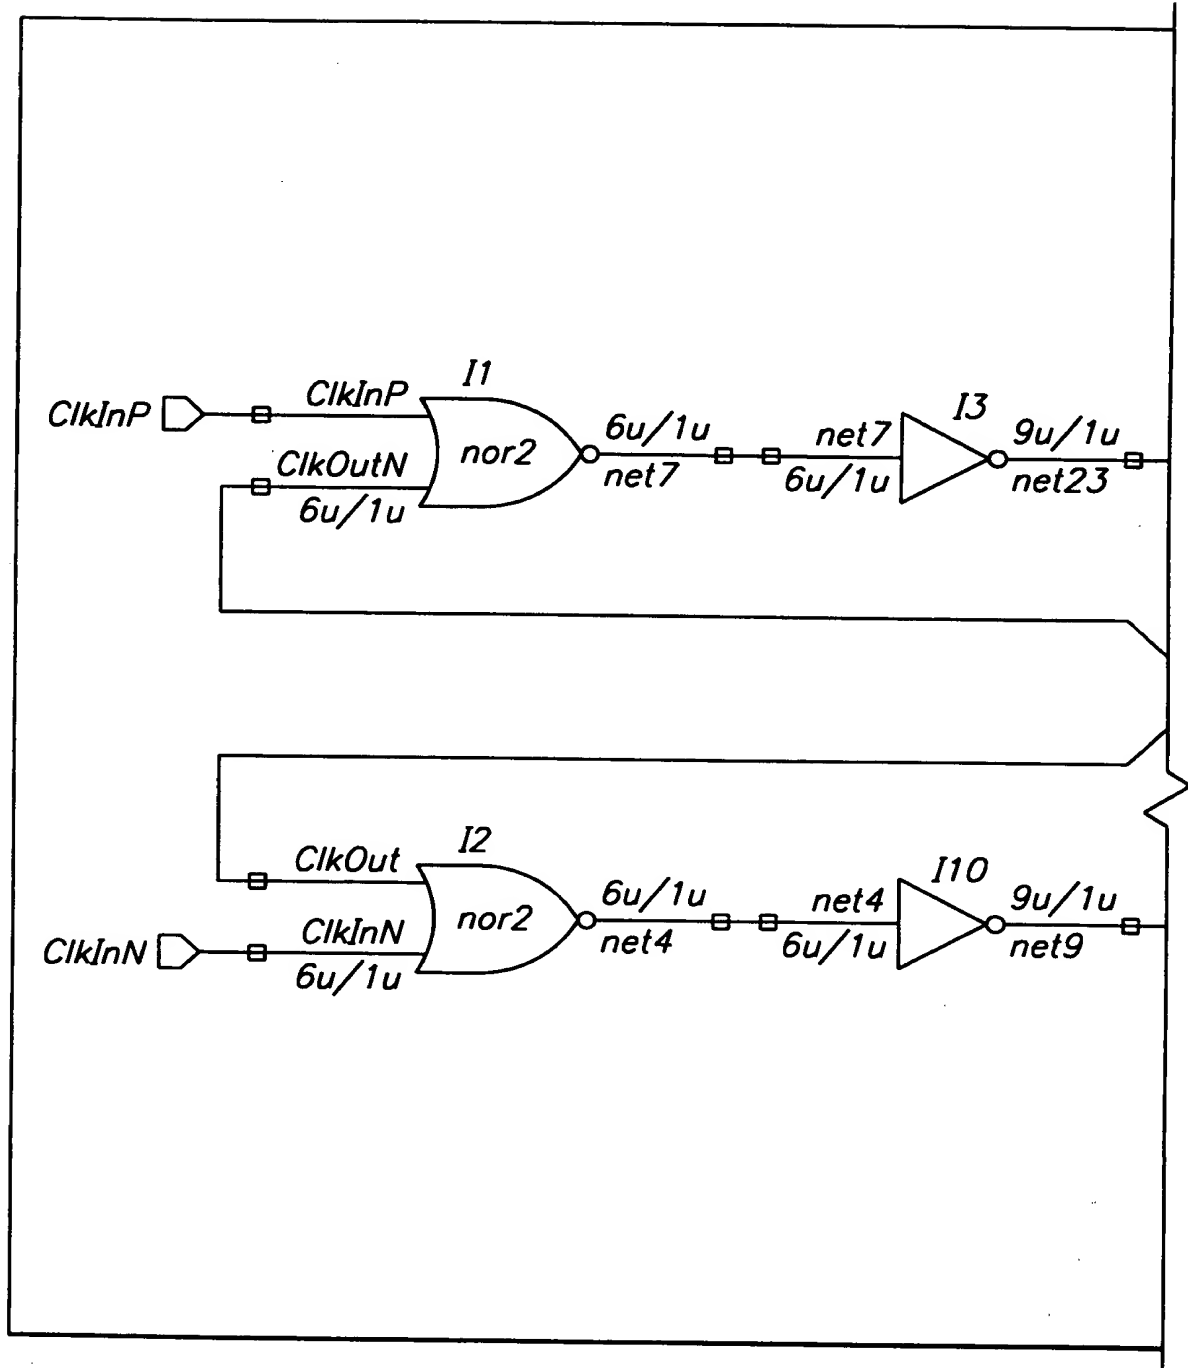 I1
ClkInP ClkInP
nor2
6u/1u
net7
ClkOutN
6u/1u
I3
net7
6u/1u
9u/1u
net23
I2
ClkOut
nor2
6u/1u
net4
ClkInN ClkInN
6u/1u
I10
net4
6u/1u
9u/1u
net9